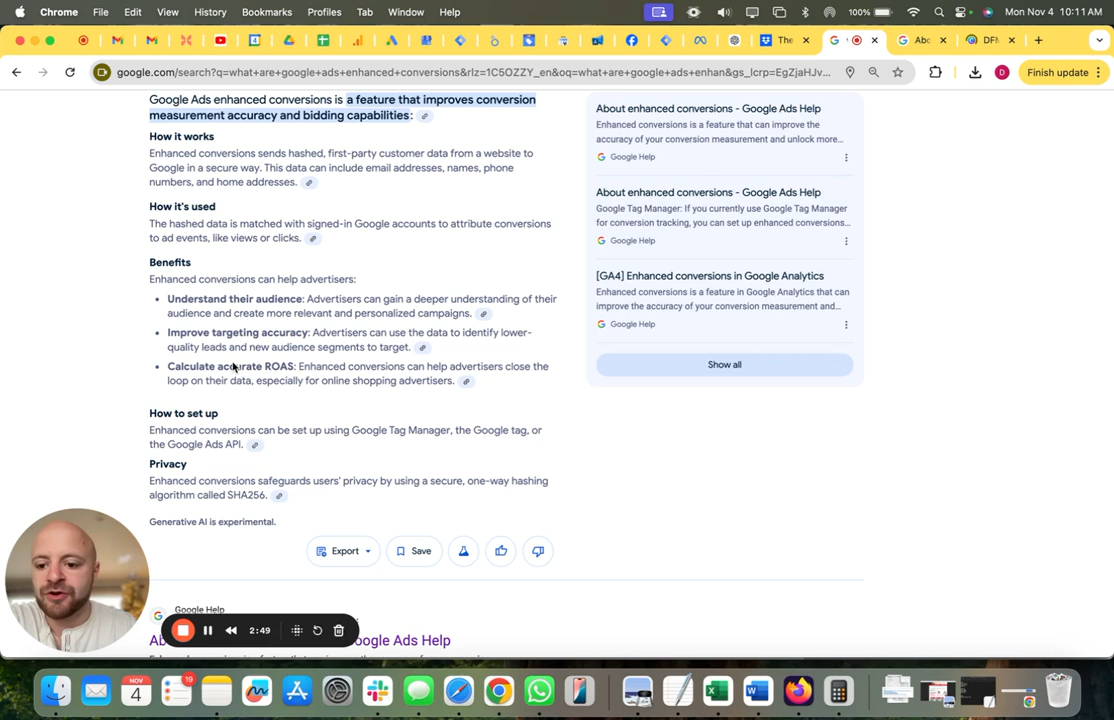 Chrome File Edit View History Bookmarks Profiles Tab Window Help 100% Mon Nov 4 10:11 AM
4 The Abc DFN
google.com/search?q=what+are+google+ads+enhanced+conversions&rlz=1C5OZZY_en&oq=what+are+google+ads+enhan&gs_lcrp=EgZjaHJv... D Finish update
Google Ads enhanced conversions is a feature that improves conversion
measurement accuracy and bidding capabilities:
How it works
Enhanced conversions sends hashed, first-party customer data from a website to
Google in a secure way. This data can include email addresses, names, phone
numbers, and home addresses.
How it's used
The hashed data is matched with signed-in Google accounts to attribute conversions
to ad events, like views or clicks.
Benefits
Enhanced conversions can help advertisers:
• Understand their audience: Advertisers can gain a deeper understanding of their
audience and create more relevant and personalized campaigns.
• Improve targeting accuracy: Advertisers can use the data to identify lower-
quality leads and new audience segments to target.
• Calculate accurate ROAS: Enhanced conversions can help advertisers close the
loop on their data, especially for online shopping advertisers.
How to set up
Enhanced conversions can be set up using Google Tag Manager, the Google tag, or
the Google Ads API.
Privacy
Enhanced conversions safeguards users' privacy by using a secure, one-way hashing
algorithm called SHA256.
Generative AI is experimental.
Export Save
About enhanced conversions - Google Ads Help
Enhanced conversions is a feature that can improve the
accuracy of your conversion measurement and unlock more...
Google Help
About enhanced conversions - Google Ads Help
Google Tag Manager: If you currently use Google Tag Manager
for conversion tracking, you can set up enhanced conversions...
Google Help
[GA4] Enhanced conversions in Google Analytics
Enhanced conversions is a feature in Google Analytics that can
improve the accuracy of your conversion measurement and...
Google Help
Show all
Google Help
2:49
Google Ads Help
NOV
4
19